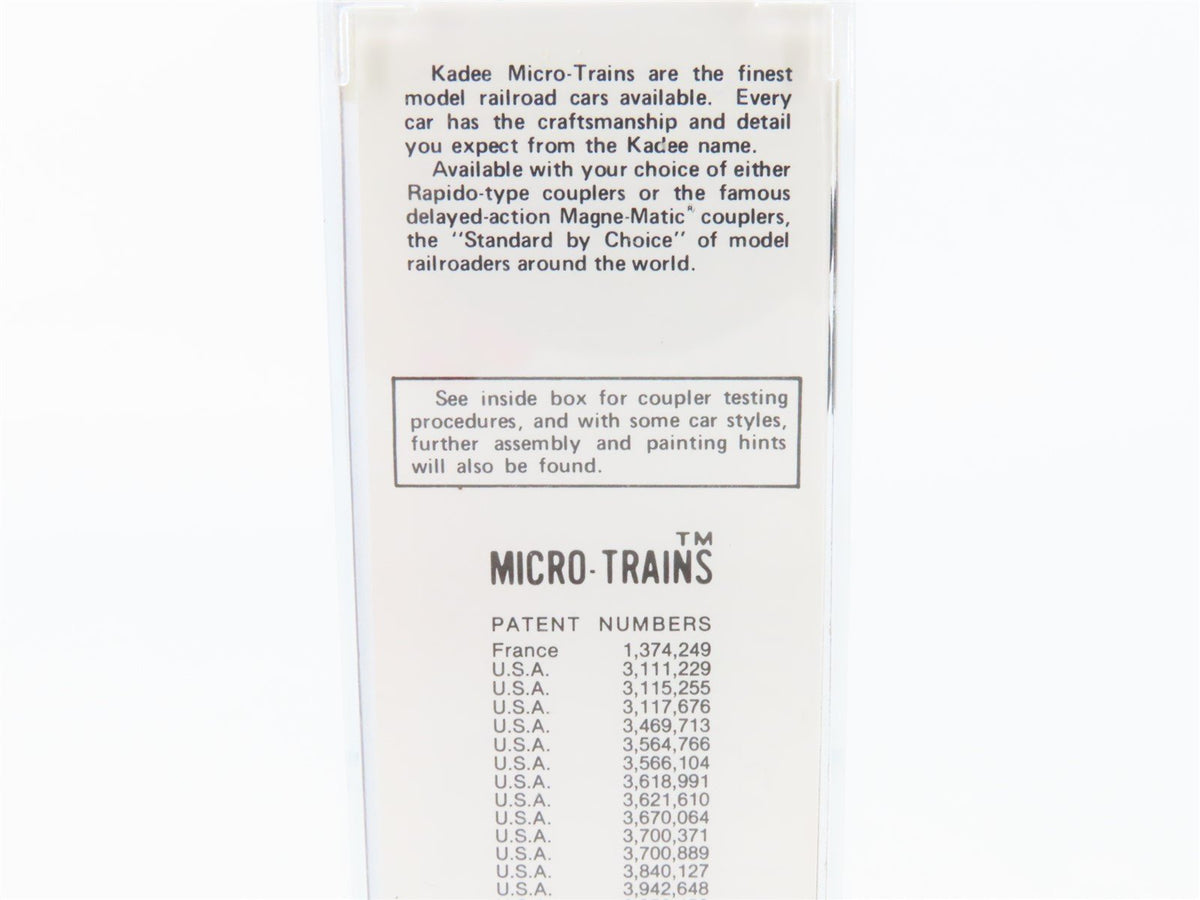 Kadee Micro-Trains are the finest
model railroad cars available. Every
car has the craftsmanship and detail
you expect from the Kadee name.
Available with your choice of either
Rapido-type couplers or the famous
delayed-action Magne-Matic® couplers,
the "Standard by Choice" of model
railroaders around the world.
See inside box for coupler testing
procedures, and with some car styles,
further assembly and painting hints
will also be found.
TM
MICRO-TRAINS
PATENT NUMBERS
France 1,374,249
U.S.A. 3,111,229
U.S.A. 3,115,255
U.S.A. 3,117,676
U.S.A. 3,469,713
U.S.A. 3,564,766
U.S.A. 3,566,104
U.S.A. 3,618,991
U.S.A. 3,621,610
U.S.A. 3,670,064
U.S.A. 3,700,371
U.S.A. 3,700,889
U.S.A. 3,840,127
U.S.A. 3,942,648